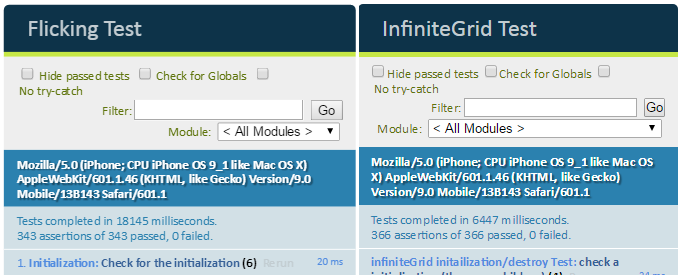 Flicking Test
Hide passed tests Check for Globals
No try-catch
Filter: Go
Module: < All Modules >
Mozilla/5.0 (iPhone; CPU iPhone OS 9_1 like Mac OS X)
AppleWebKit/601.1.46 (KHTML, like Gecko) Version/9.0
Mobile/13B143 Safari/601.1
Tests completed in 18145 milliseconds.
343 assertions of 343 passed, 0 failed.
1. Initialization: Check for the initialization (6) Rerun 20 ms
InfiniteGrid Test
Hide passed tests Check for Globals
No try-catch
Filter: Go
Module: < All Modules >
Mozilla/5.0 (iPhone; CPU iPhone OS 9_1 like Mac OS X)
AppleWebKit/601.1.46 (KHTML, like Gecko)
Version/9.0 Mobile/13B143 Safari/601.1
Tests completed in 6447 milliseconds.
366 assertions of 366 passed, 0 failed.
infiniteGrid initailization/destroy Test: check a